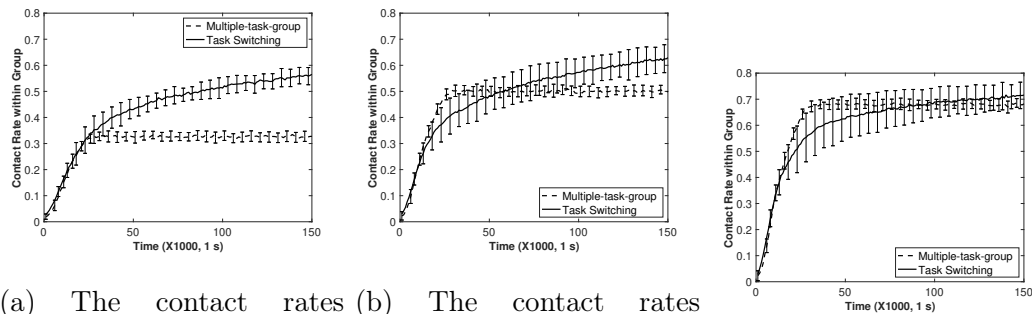 0.8
0.7
0.6
0.5
0.4
0.3
0.2
0.1
0
Contact Rate within Group
Multiple-task-group
Task Switching
0 50 100 150
Time (X1000, 1 s)
0.8
0.7
0.6
0.5
0.4
0.3
0.2
0.1
0
Contact Rate within Group
Multiple-task-group
Task Switching
0 50 100 150
Time (X1000, 1 s)
0.8
0.7
0.6
0.5
0.4
0.3
0.2
0.1
0
Contact Rate within Group
Multiple-task-group
Task Switching
0 50 100 150
Time (X1000, 1 s)
(a) The contact rates (b) The contact rates